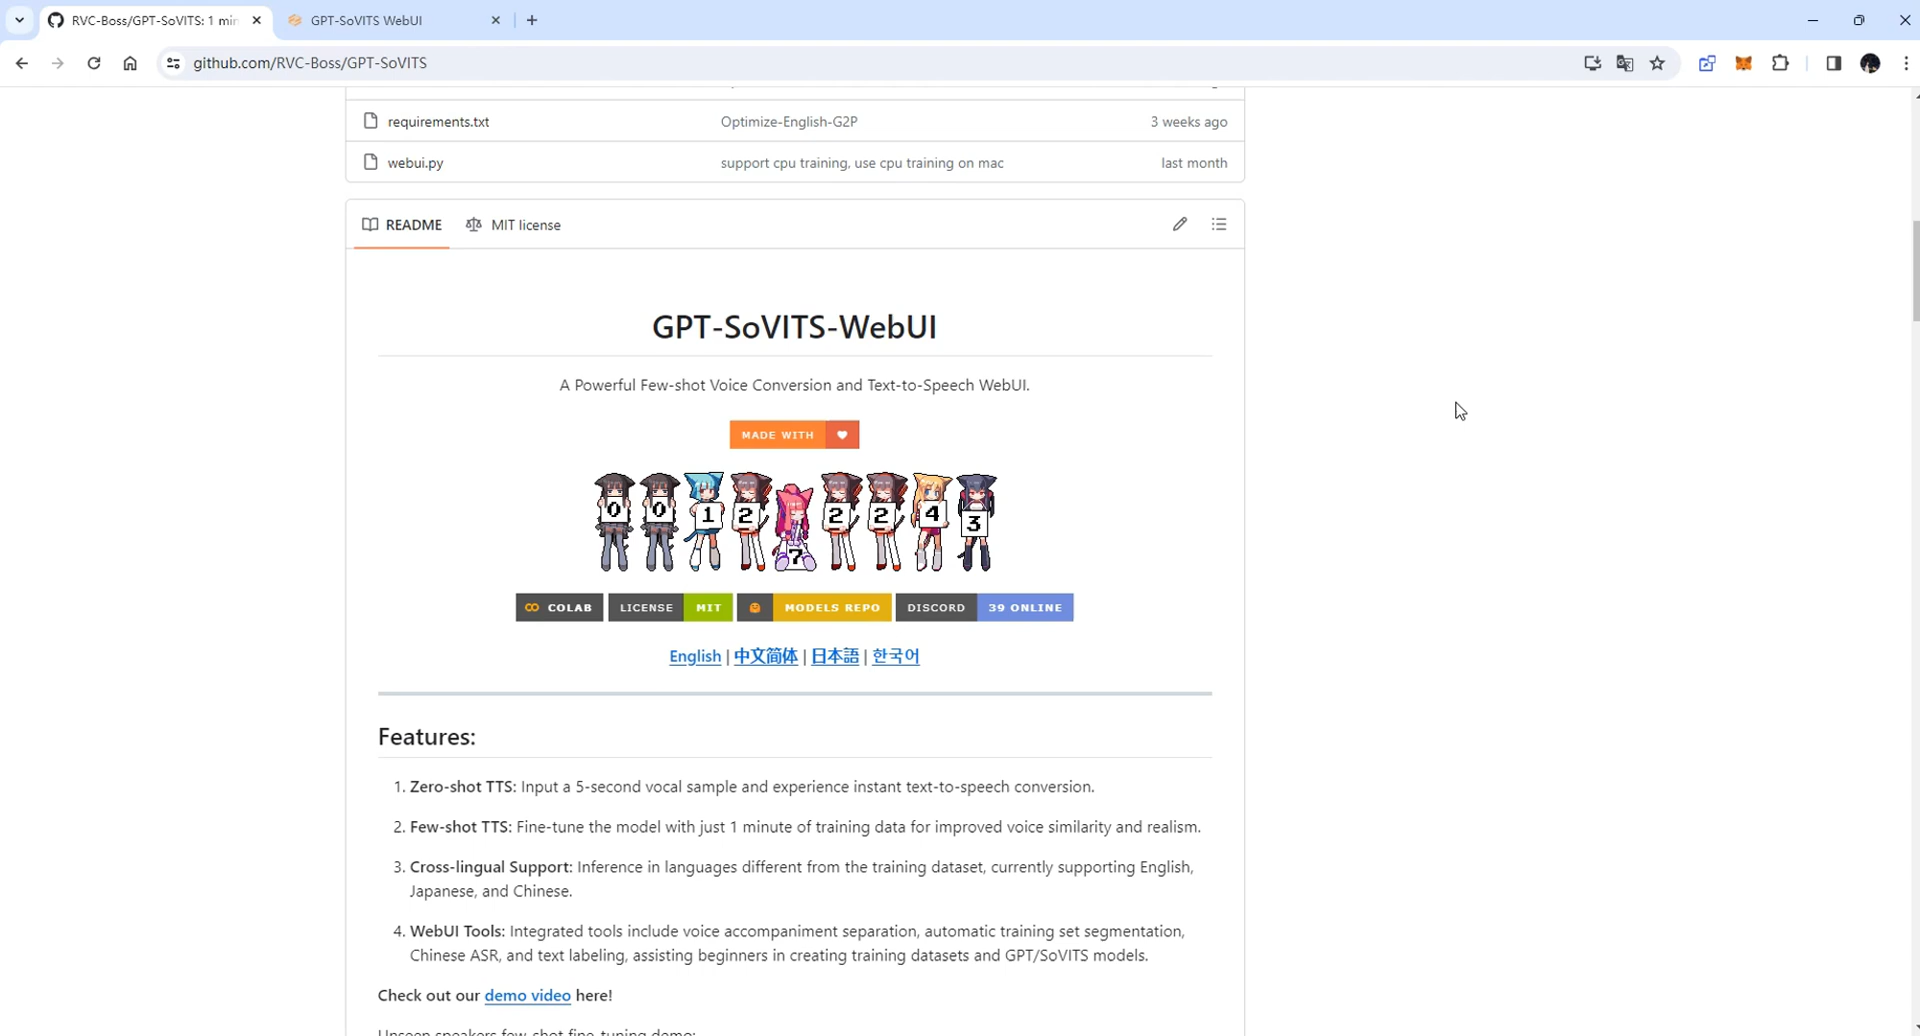 RVC-Boss/GPT-SoVITS: 1 min
GPT-SoVITS WebUI
github.com/RVC-Boss/GPT-SoVITS
requirements.txt Optimize-English-G2P 3 weeks ago
webui.py support cpu training, use cpu training on mac last month
README MIT license
GPT-SoVITS-WebUI
A Powerful Few-shot Voice Conversion and Text-to-Speech WebUI.
MADE WITH
0 0 1 2 7 2 2 4 3
COLAB LICENSE MIT MODELS REPO DISCORD 39 ONLINE
English | 中文简体 | 日本語 | 한국어
Features:
1. Zero-shot TTS: Input a 5-second vocal sample and experience instant text-to-speech conversion.
2. Few-shot TTS: Fine-tune the model with just 1 minute of training data for improved voice similarity and realism.
3. Cross-lingual Support: Inference in languages different from the training dataset, currently supporting English,
Japanese, and Chinese.
4. WebUI Tools: Integrated tools include voice accompaniment separation, automatic training set segmentation,
Chinese ASR, and text labeling, assisting beginners in creating training datasets and GPT/SoVITS models.
Check out our demo video here!
Unseen speakers few-shot fine-tuning demo: